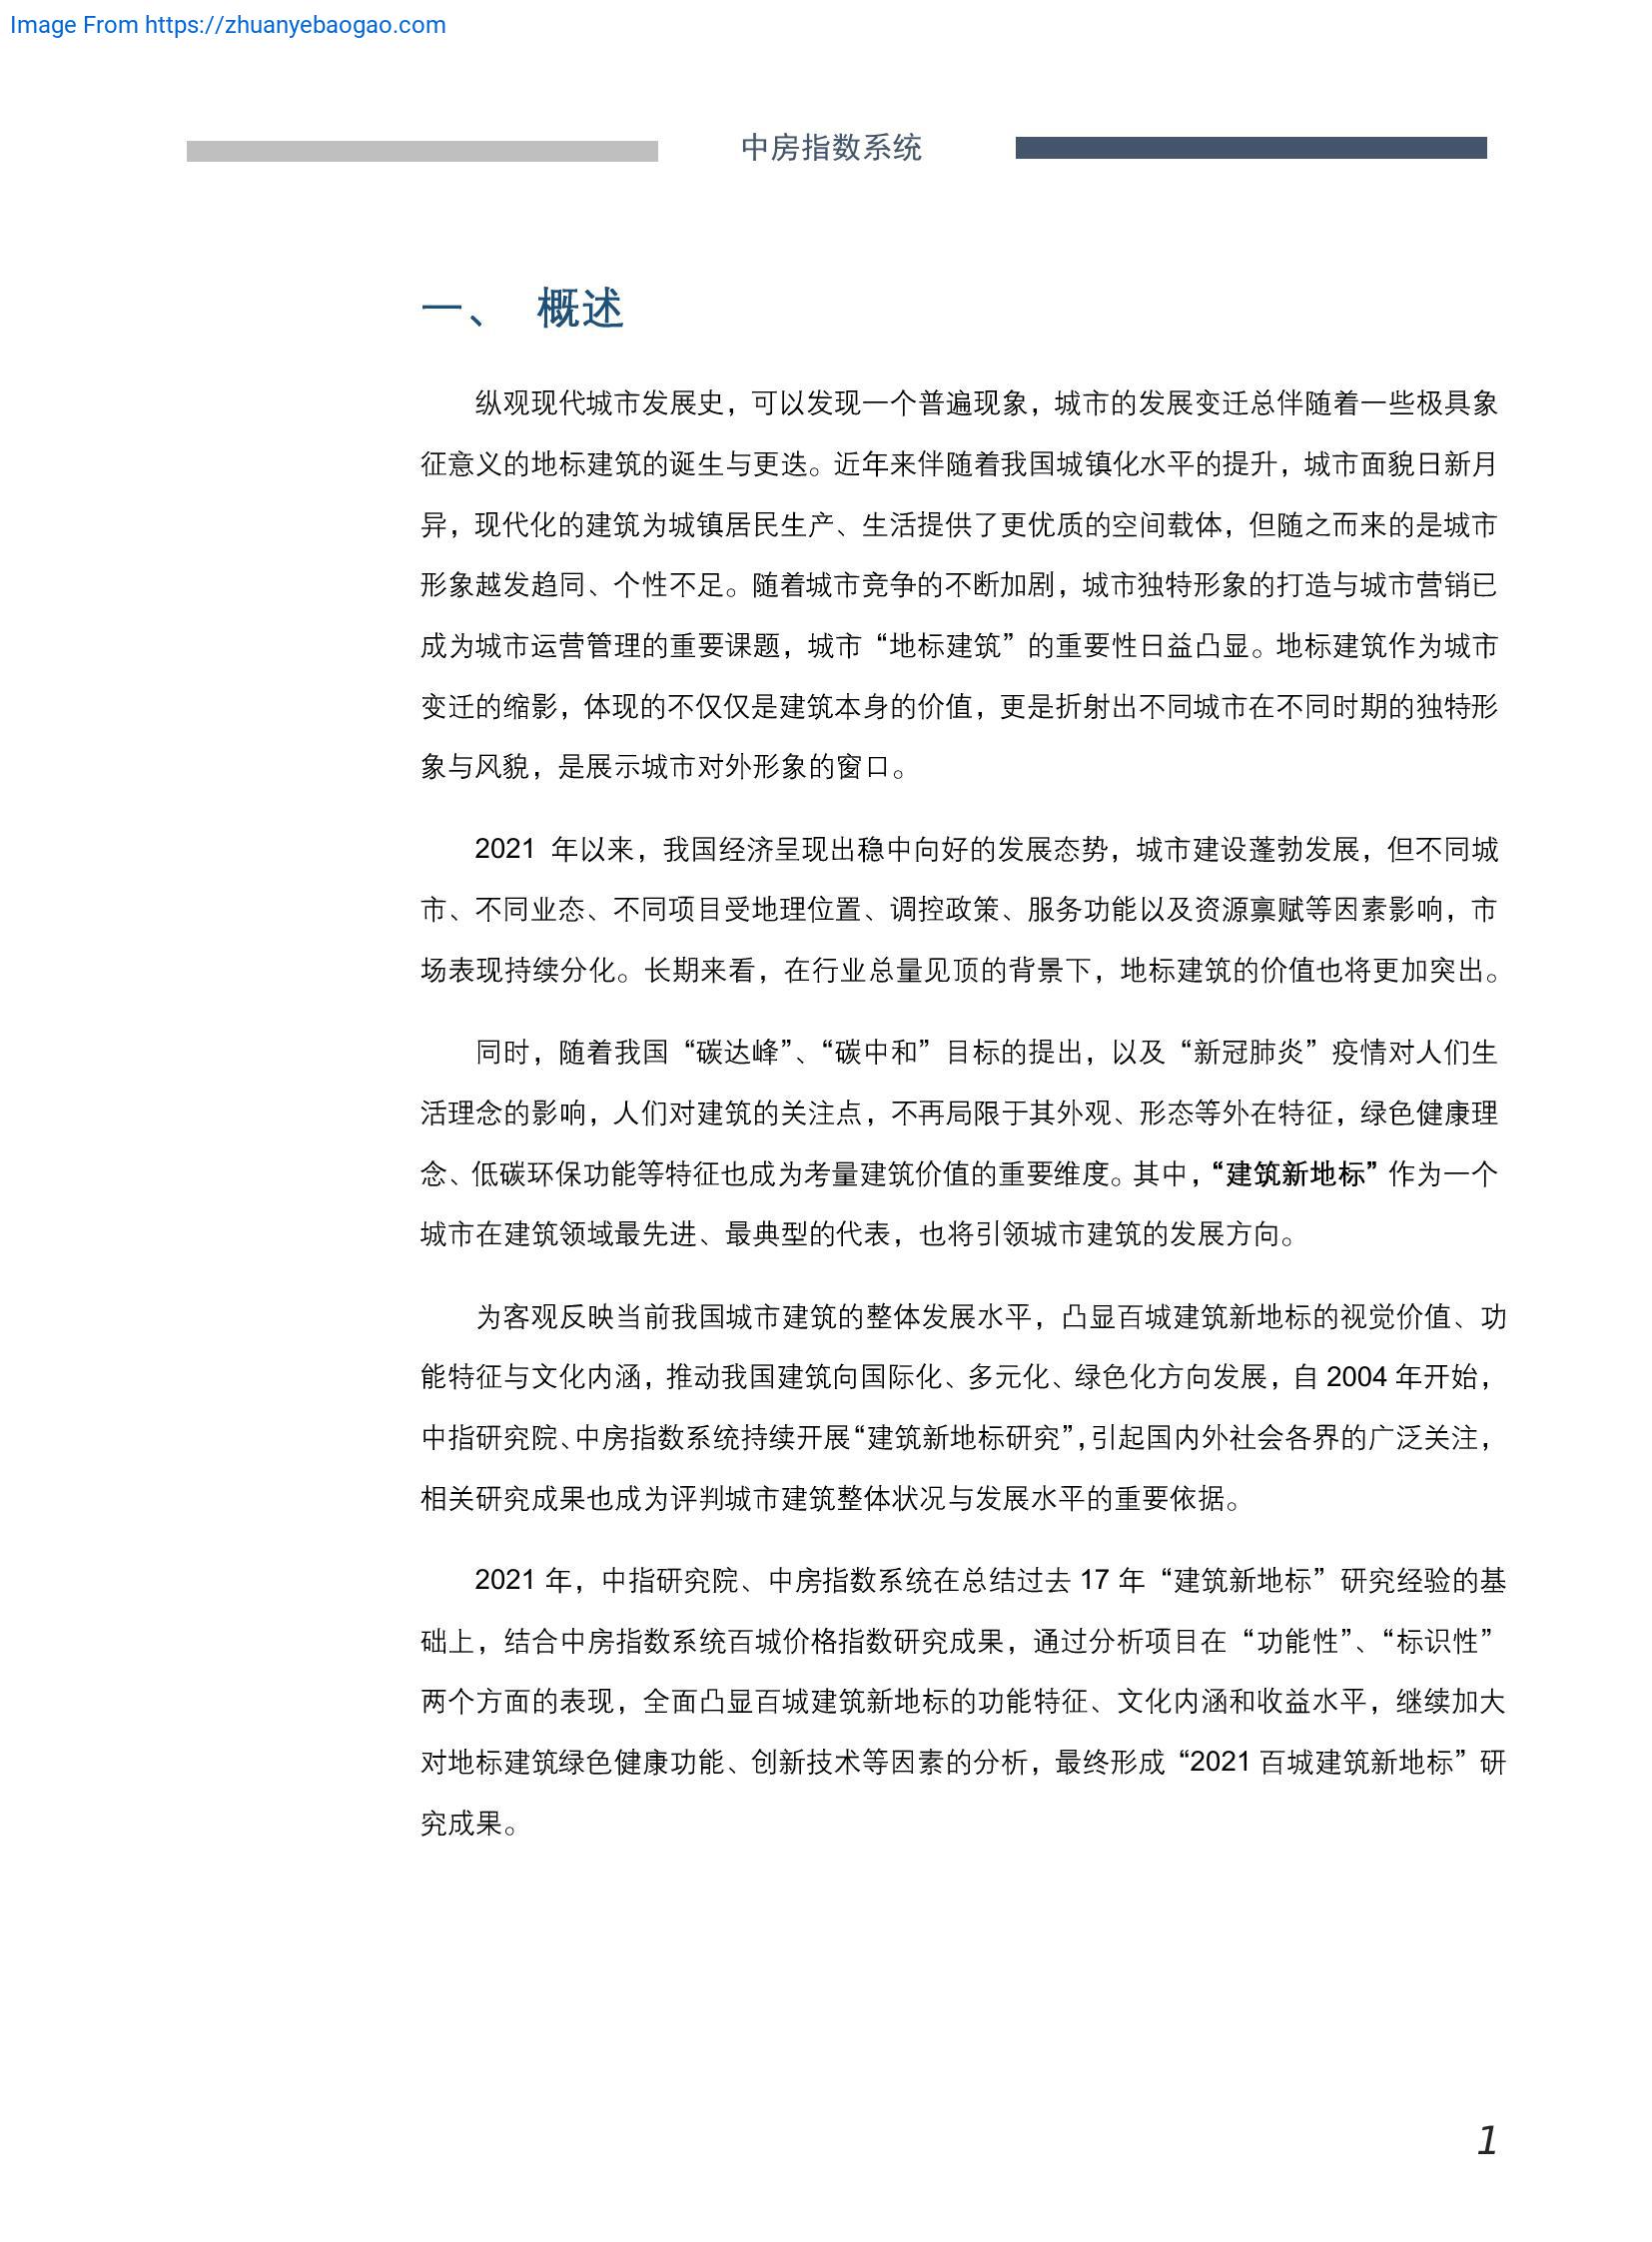 Image From https://zhuanyebaogao.com
中房指数系统
一、 概述
纵观现代城市发展史，可以发现一个普遍现象，城市的发展变迁总伴随着一些极具象
征意义的地标建筑的诞生与更迭。近年来伴随着我国城镇化水平的提升，城市面貌日新月
异，现代化的建筑为城镇居民生产、生活提供了更优质的空间载体，但随之而来的是城市
形象越发趋同、个性不足。随着城市竞争的不断加剧，城市独特形象的打造与城市营销已
成为城市运营管理的重要课题，城市“地标建筑”的重要性日益凸显。地标建筑作为城市
变迁的缩影，体现的不仅仅是建筑本身的价值，更是折射出不同城市在不同时期的独特形
象与风貌，是展示城市对外形象的窗口。
2021 年以来，我国经济呈现出稳中向好的发展态势，城市建设蓬勃发展，但不同城
市、不同业态、不同项目受地理位置、调控政策、服务功能以及资源禀赋等因素影响，市
场表现持续分化。长期来看，在行业总量见顶的背景下，地标建筑的价值也将更加突出。
同时，随着我国“碳达峰”、“碳中和”目标的提出，以及“新冠肺炎”疫情对人们生
活理念的影响，人们对建筑的关注点，不再局限于其外观、形态等外在特征，绿色健康理
念、低碳环保功能等特征也成为考量建筑价值的重要维度。其中，“建筑新地标”作为一个
城市在建筑领域最先进、最典型的代表，也将引领城市建筑的发展方向。
为客观反映当前我国城市建筑的整体发展水平，凸显百城建筑新地标的视觉价值、功
能特征与文化内涵，推动我国建筑向国际化、多元化、绿色化方向发展，自 2004 年开始，
中指研究院、中房指数系统持续开展“建筑新地标研究”，引起国内外社会各界的广泛关注，
相关研究成果也成为评判城市建筑整体状况与发展水平的重要依据。
2021 年，中指研究院、中房指数系统在总结过去 17 年“建筑新地标”研究经验的基
础上，结合中房指数系统百城价格指数研究成果，通过分析项目在“功能性”、“标识性”
两个方面的表现，全面凸显百城建筑新地标的功能特征、文化内涵和收益水平，继续加大
对地标建筑绿色健康功能、创新技术等因素的分析，最终形成“2021 百城建筑新地标”研
究成果。
1